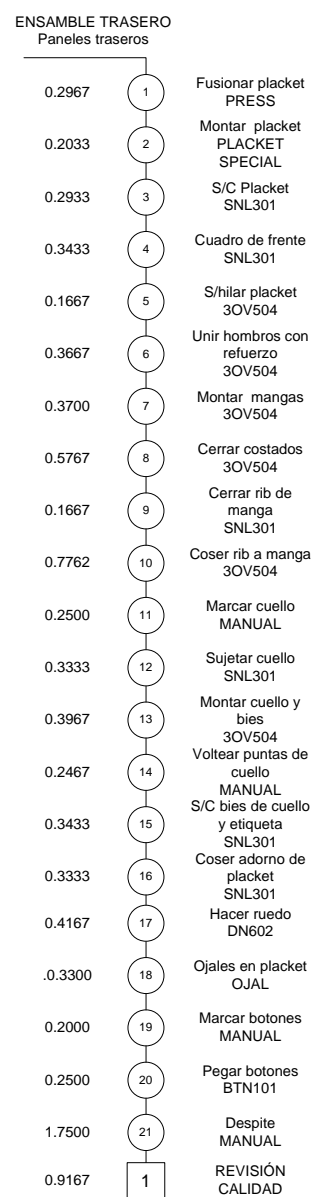 ENSAMBLE TRASERO
Paneles traseros
0.2967
1
Fusionar placket
PRESS
0.2033
2
Montar placket
PLACKET
SPECIAL
0.2933
3
S/C Placket
SNL301
0.3433
4
Cuadro de frente
SNL301
0.1667
5
S/hilar placket
3OV504
0.3667
6
Unir hombros con
refuerzo
3OV504
0.3700
7
Montar mangas
3OV504
0.5767
8
Cerrar costados
3OV504
0.1667
9
Cerrar rib de
manga
SNL301
0.7762
10
Coser rib a manga
3OV504
0.2500
11
Marcar cuello
MANUAL
0.3333
12
Sujetar cuello
SNL301
0.3967
13
Montar cuello y
bies
3OV504
0.2467
14
Voltear puntas de
cuello
MANUAL
0.3433
15
S/C bies de cuello
y etiqueta
SNL301
0.3333
16
Coser adorno de
placket
SNL301
0.4167
17
Hacer ruedo
DN602
.0.3300
18
Ojales en placket
OJAL
0.2000
19
Marcar botones
MANUAL
0.2500
20
Pegar botones
BTN101
1.7500
21
Despite
MANUAL
0.9167
1
REVISIÓN
CALIDAD